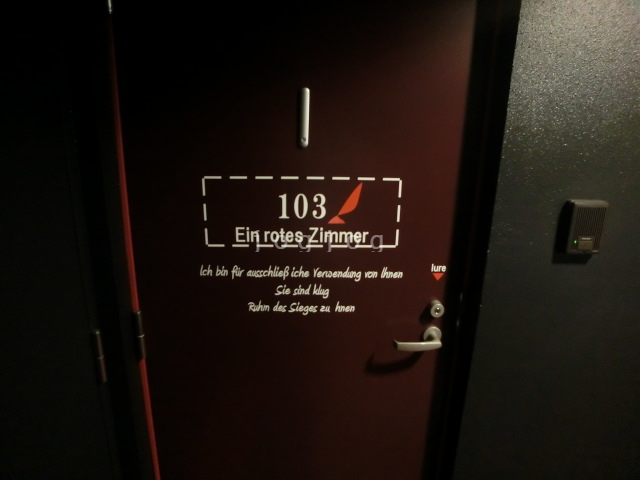 103
Ein rotes Zimmer
Ich bin für ausschließ iche Verwendung von Ihnen
lure
Sie sind klug
Ruhm des Sieges zu hnen